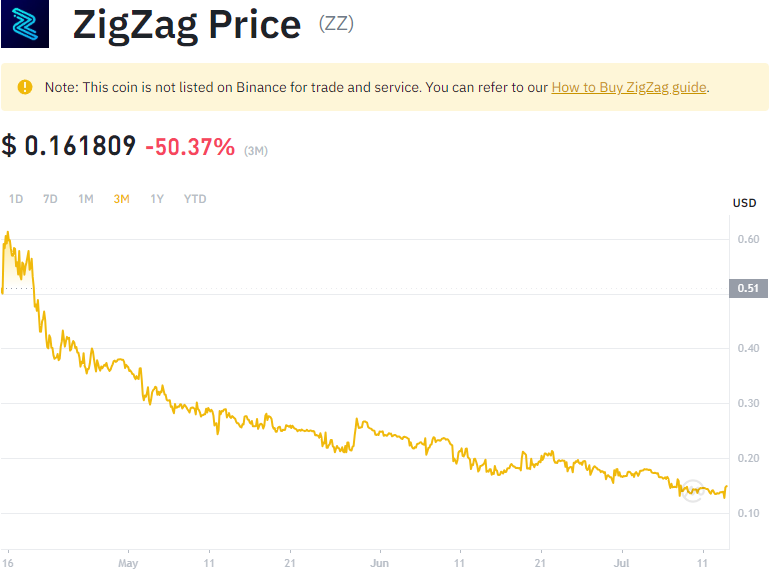 ZigZag Price (ZZ)
Note: This coin is not listed on Binance for trade and service. You can refer to our How to Buy ZigZag guide.
$ 0.161809 -50.37% (3M)
1D 7D 1M 3M 1Y YTD
USD
0.60
0.51
0.40
0.30
0.20
0.10
16 May 11 21 Jun 11 21 Jul 11